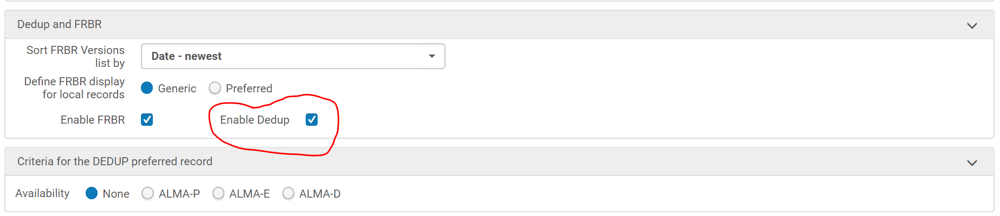 Dedup and FRBR
Sort FRBR Versions
list by
Date - newest
Define FRBR display
for local records
Generic
Preferred
Enable FRBR
Enable Dedup
Criteria for the DEDUP preferred record
Availability
None
ALMA-P
ALMA-E
ALMA-D